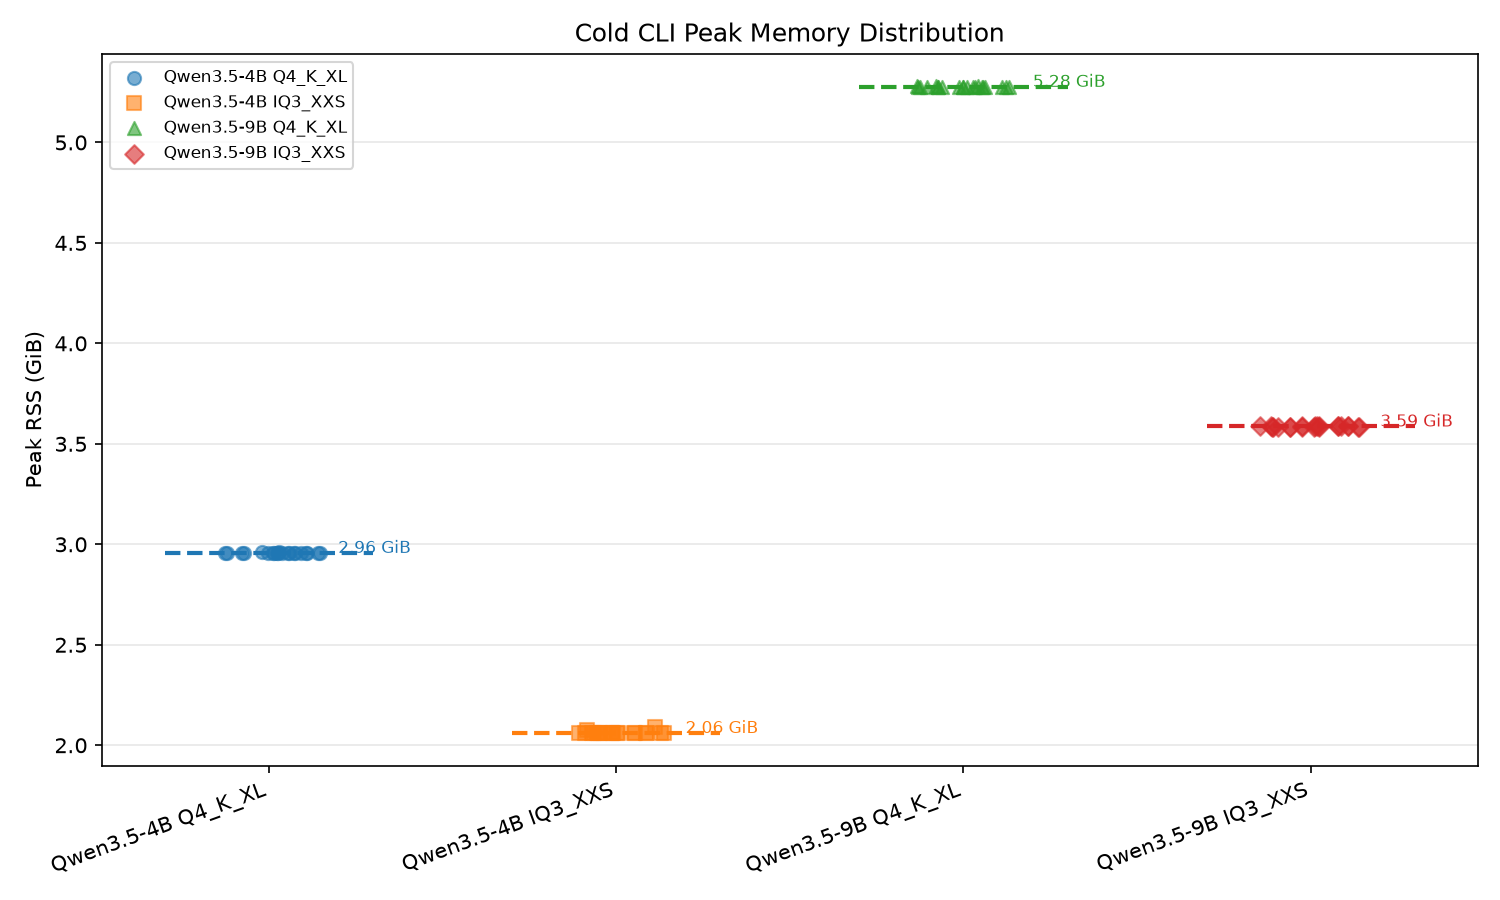 Cold CLI Peak Memory Distribution
Qwen3.5-4B Q4_K_XL
Qwen3.5-4B IQ3_XXS
Qwen3.5-9B Q4_K_XL
Qwen3.5-9B IQ3_XXS
5.28 GiB
3.59 GiB
2.96 GiB
2.06 GiB
Peak RSS (GiB)
5.0
4.5
4.0
3.5
3.0
2.5
2.0
Qwen3.5-4B Q4_K_XL
Qwen3.5-4B IQ3_XXS
Qwen3.5-9B Q4_K_XL
Qwen3.5-9B IQ3_XXS